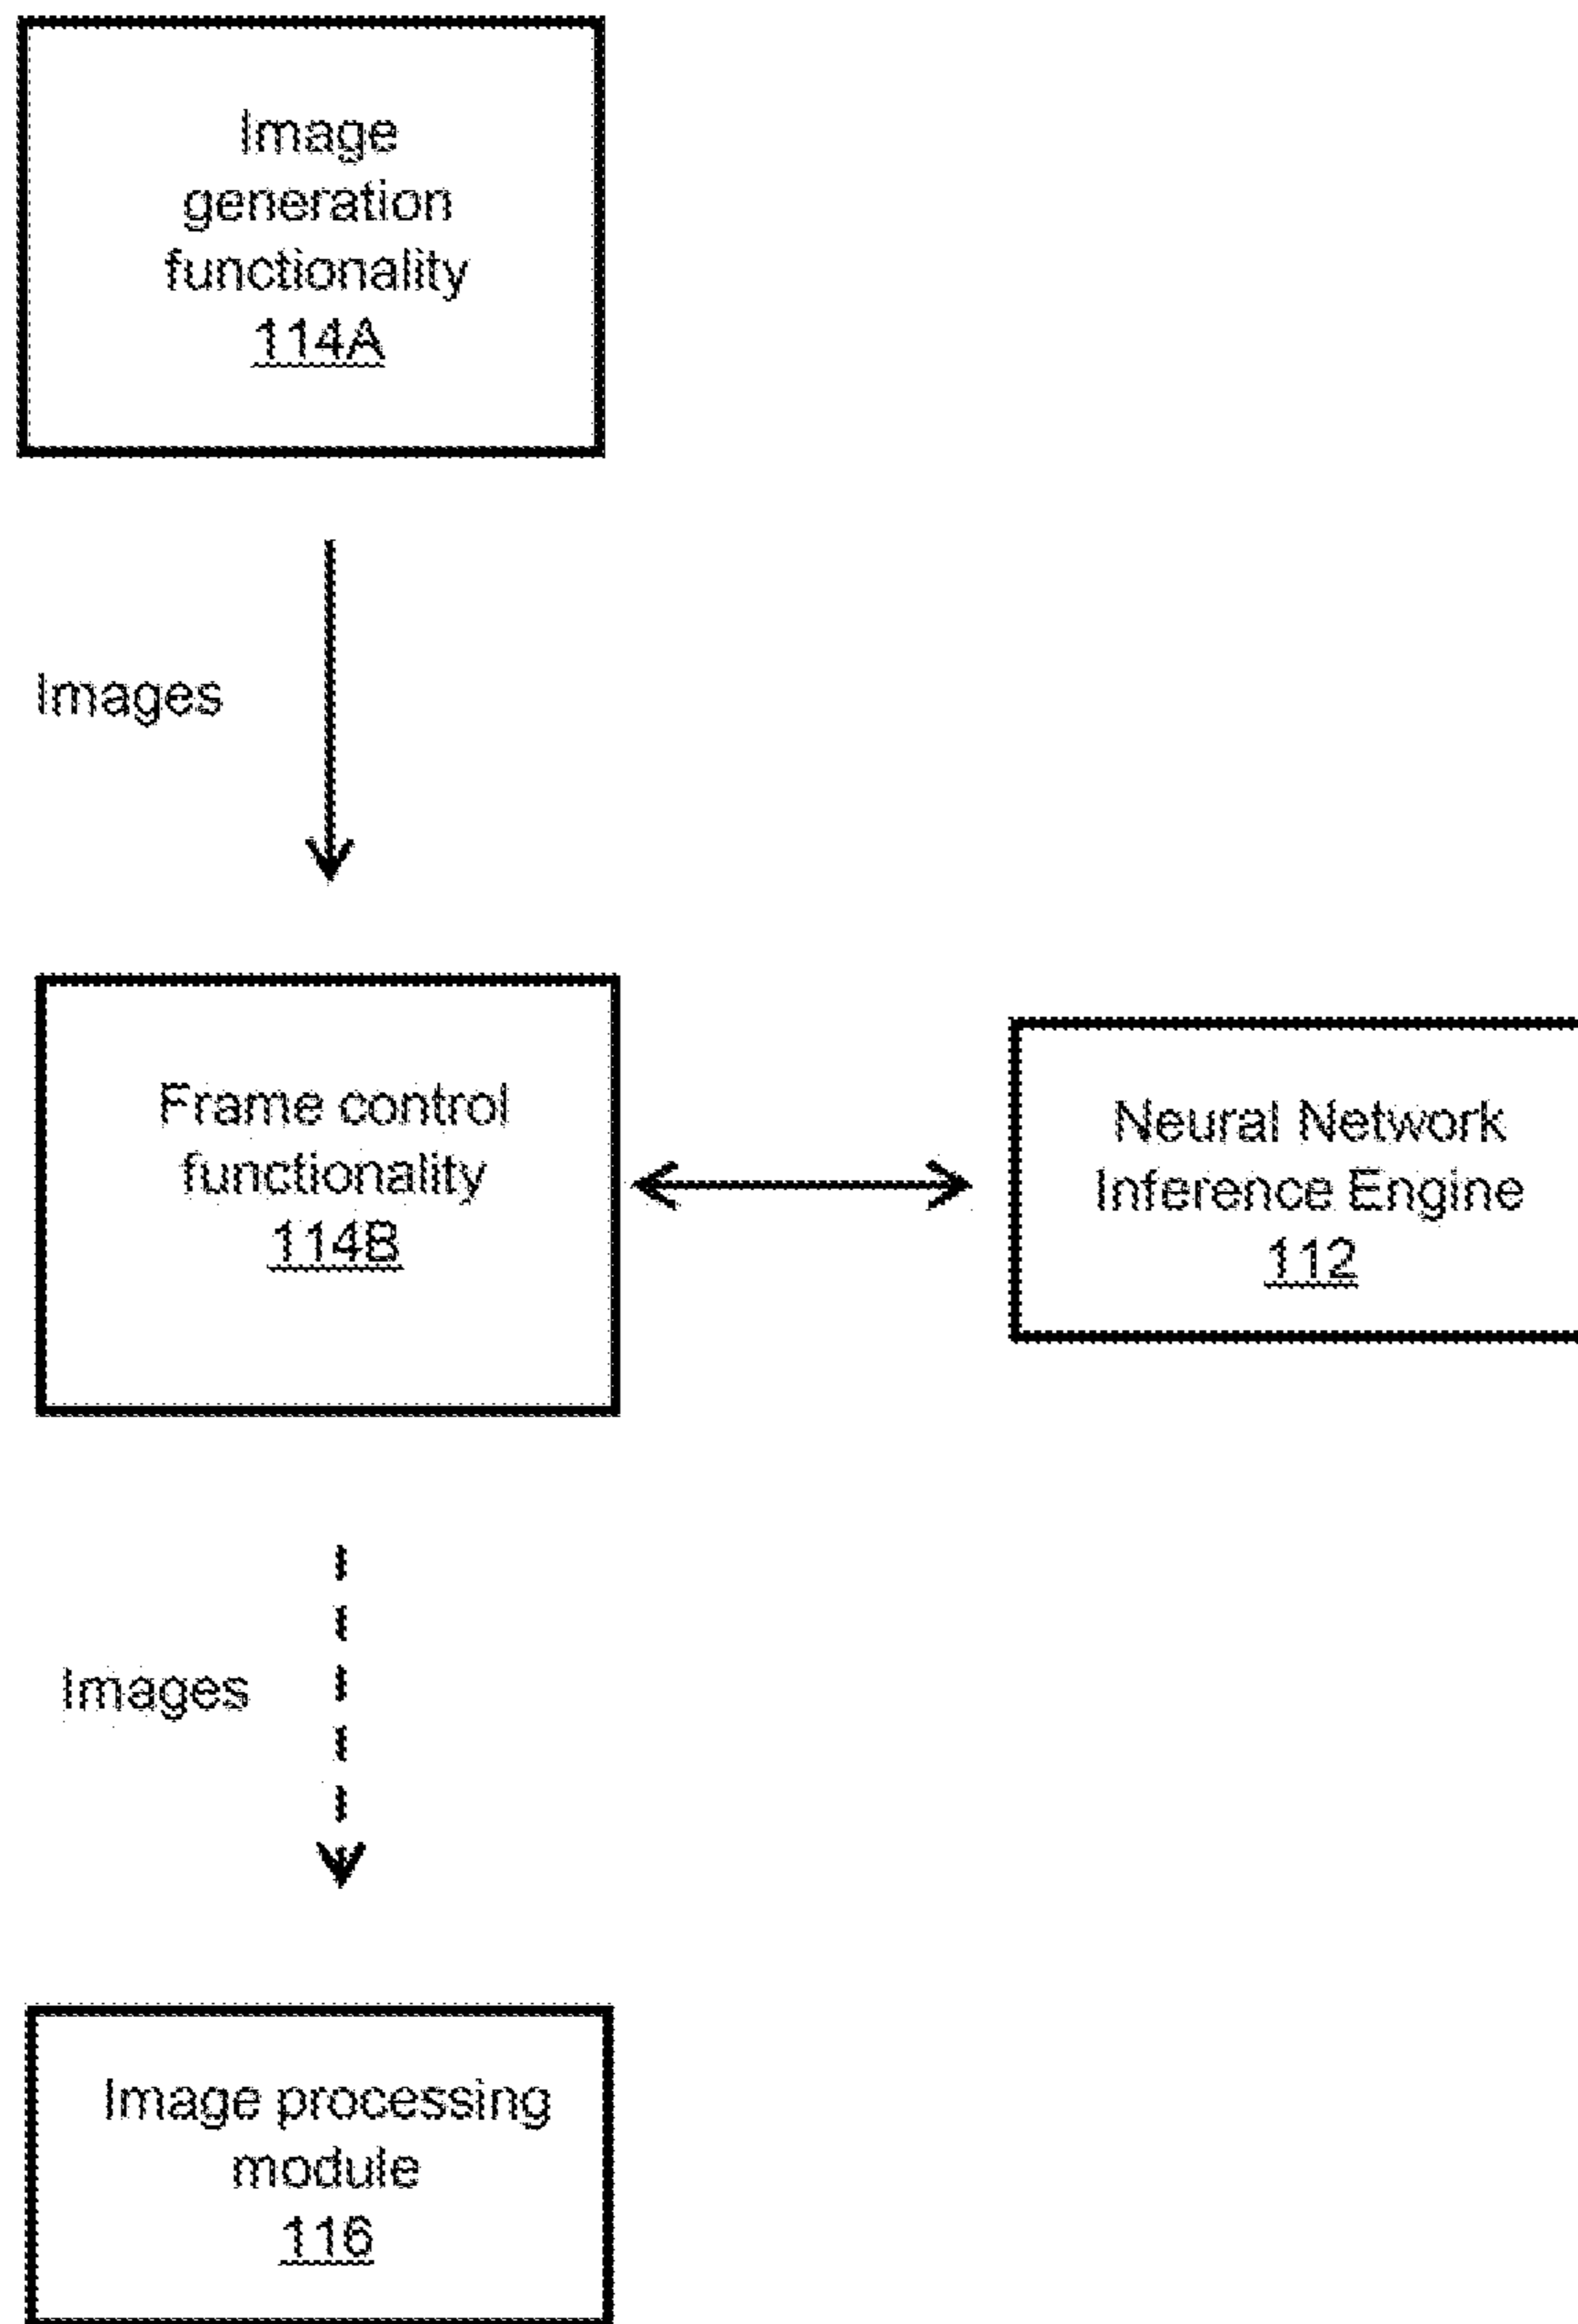 Image
generation
functionality
114A
Images
Frame control
functionality
114B
Neural Network
Inference Engine
112
Images
Image processing
module
116